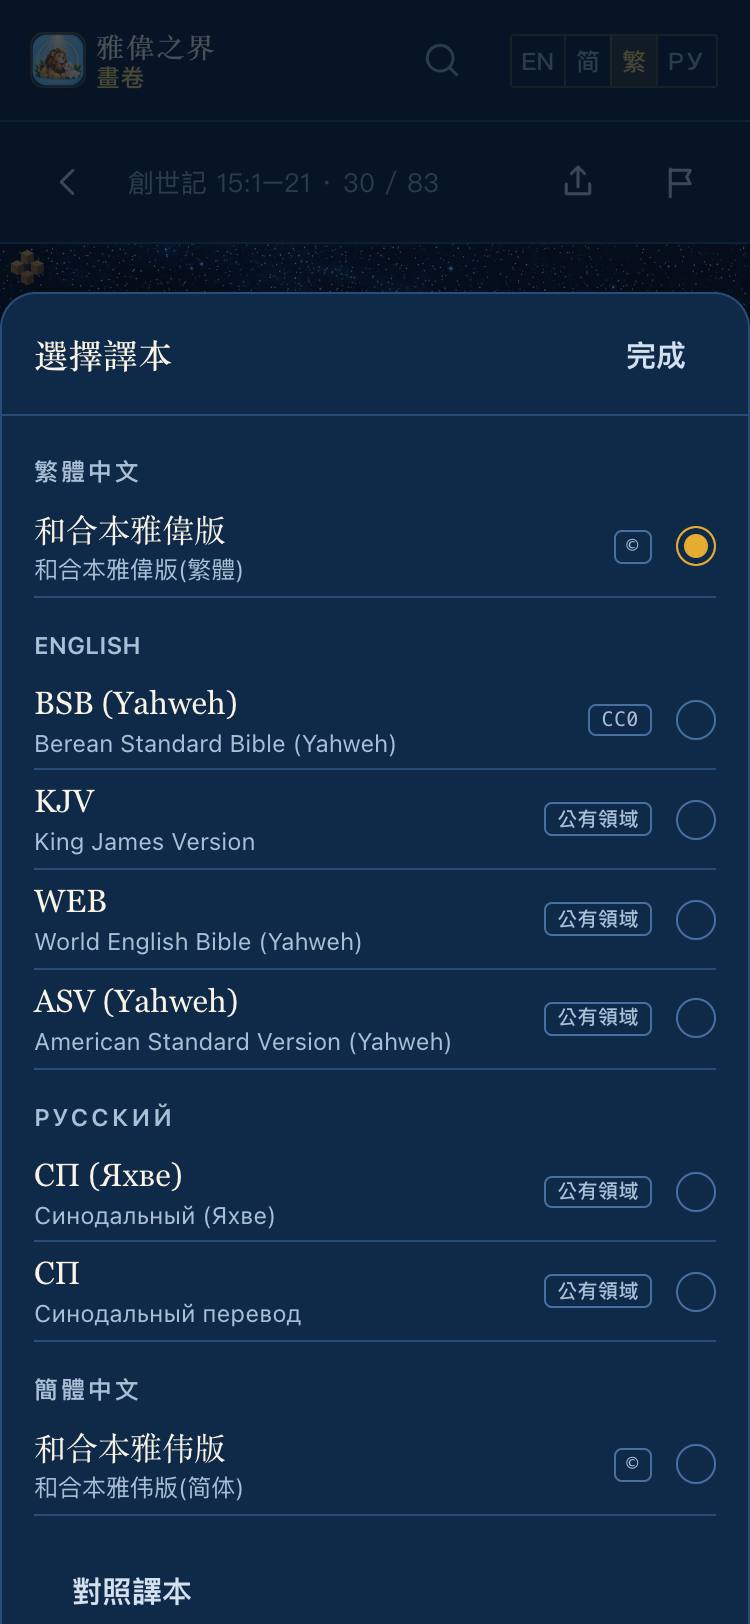 雅偉之界
畫卷
EN 简 繁 РУ
創世記 15:1—21 · 30 / 83
選擇譯本
完成
繁體中文
和合本雅偉版
和合本雅偉版(繁體)
©
ENGLISH
BSB (Yahweh)
Berean Standard Bible (Yahweh)
CC0
KJV
King James Version
公有領域
WEB
World English Bible (Yahweh)
公有領域
ASV (Yahweh)
American Standard Version (Yahweh)
公有領域
РУССКИЙ
СП (Яхве)
Синодальный (Яхве)
公有領域
СП
Синодальный перевод
公有領域
簡體中文
和合本雅伟版
和合本雅伟版(简体)
©
對照譯本